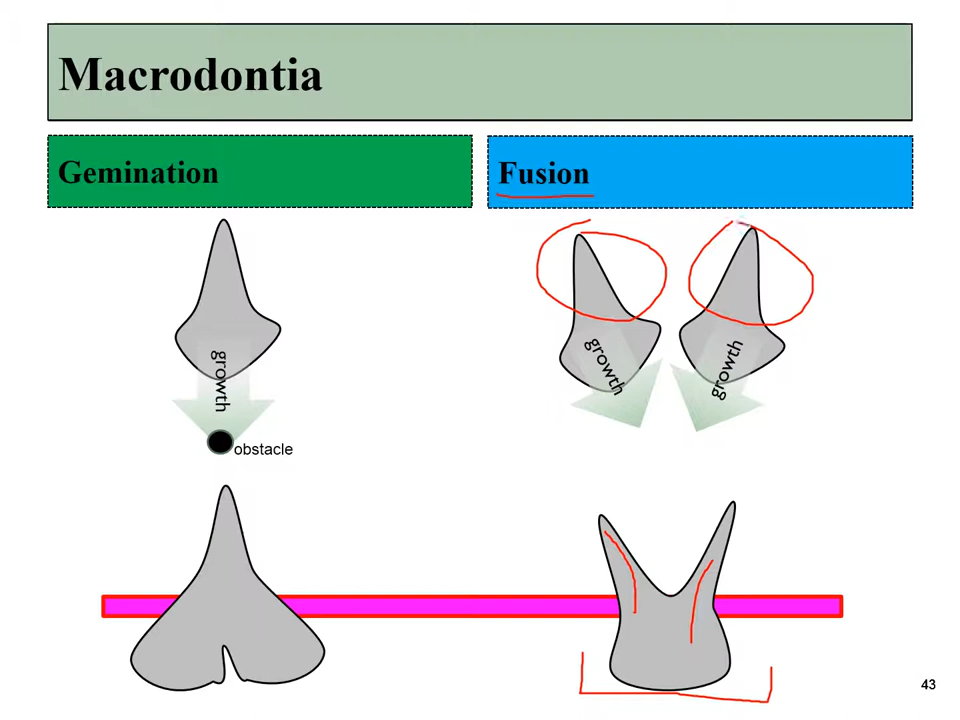 Macrodontia
Gemination
Fusion
growth
growth
growth
obstacle
43